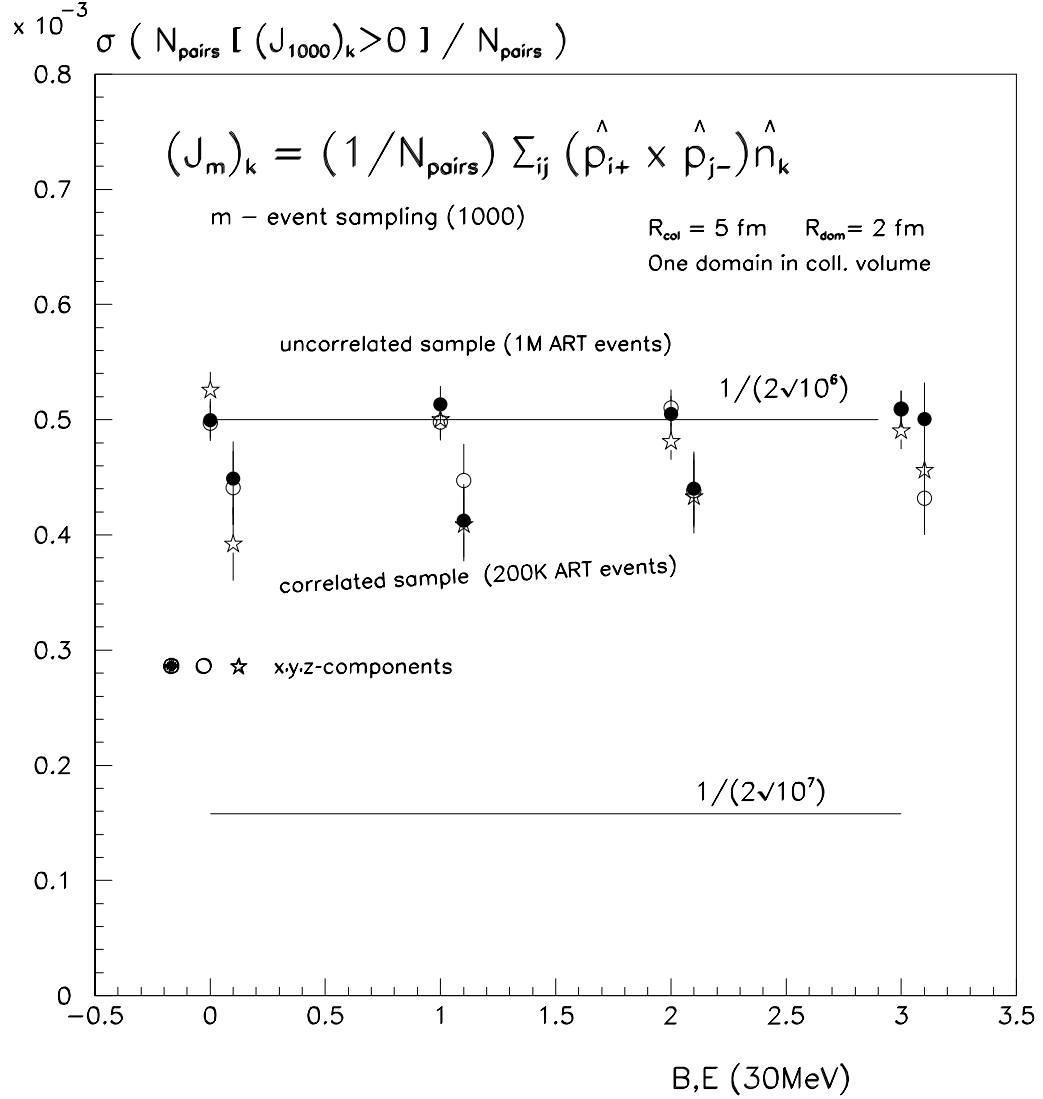 x 10⁻³
σ ( N_pairs [ (J_1000)_k>0 ] / N_pairs )
0.8
(J_m)_k = (1/N_pairs) Σ_ij (p̂_i+ x p̂_j−) n̂_k
0.7
m − event sampling (1000)
R_col = 5 fm R_dom= 2 fm
One domain in coll. volume
0.6
uncorrelated sample (1M ART events)
1/(2√10⁶)
0.5
0.4
correlated sample (200K ART events)
0.3
x,y,z-components
0.2
1/(2√10⁷)
0.1
0
−0.5 0 0.5 1 1.5 2 2.5 3 3.5
B,E (30MeV)